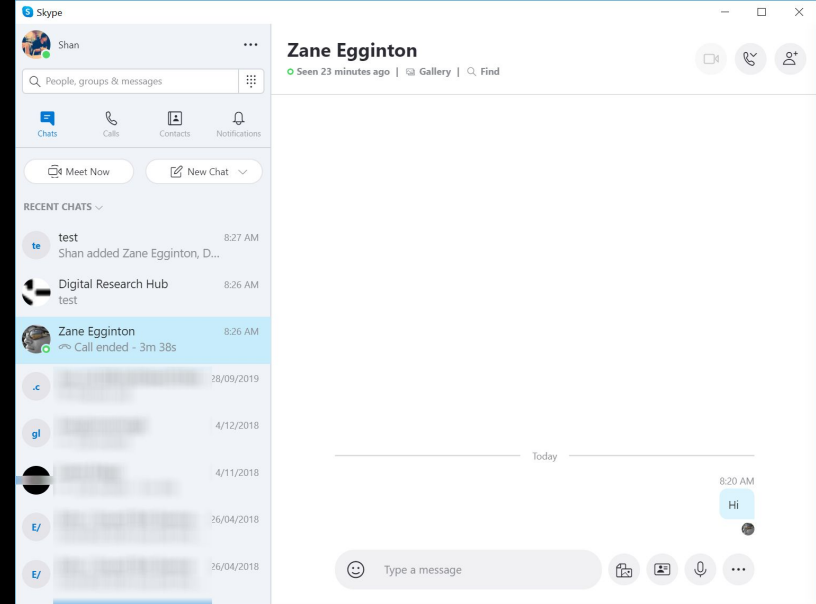 Skype
Shan
People, groups & messages
Chats
Calls
Contacts
Notifications
Meet Now
New Chat
RECENT CHATS
te
test
8:27 AM
Shan added Zane Egginton, D...
Digital Research Hub
8:26 AM
test
Zane Egginton
8:26 AM
Call ended - 3m 38s
.c
28/09/2019
gl
4/12/2018
4/11/2018
E/
26/04/2018
E/
26/04/2018
Zane Egginton
Seen 23 minutes ago | Gallery | Find
Today
8:20 AM
Hi
Type a message